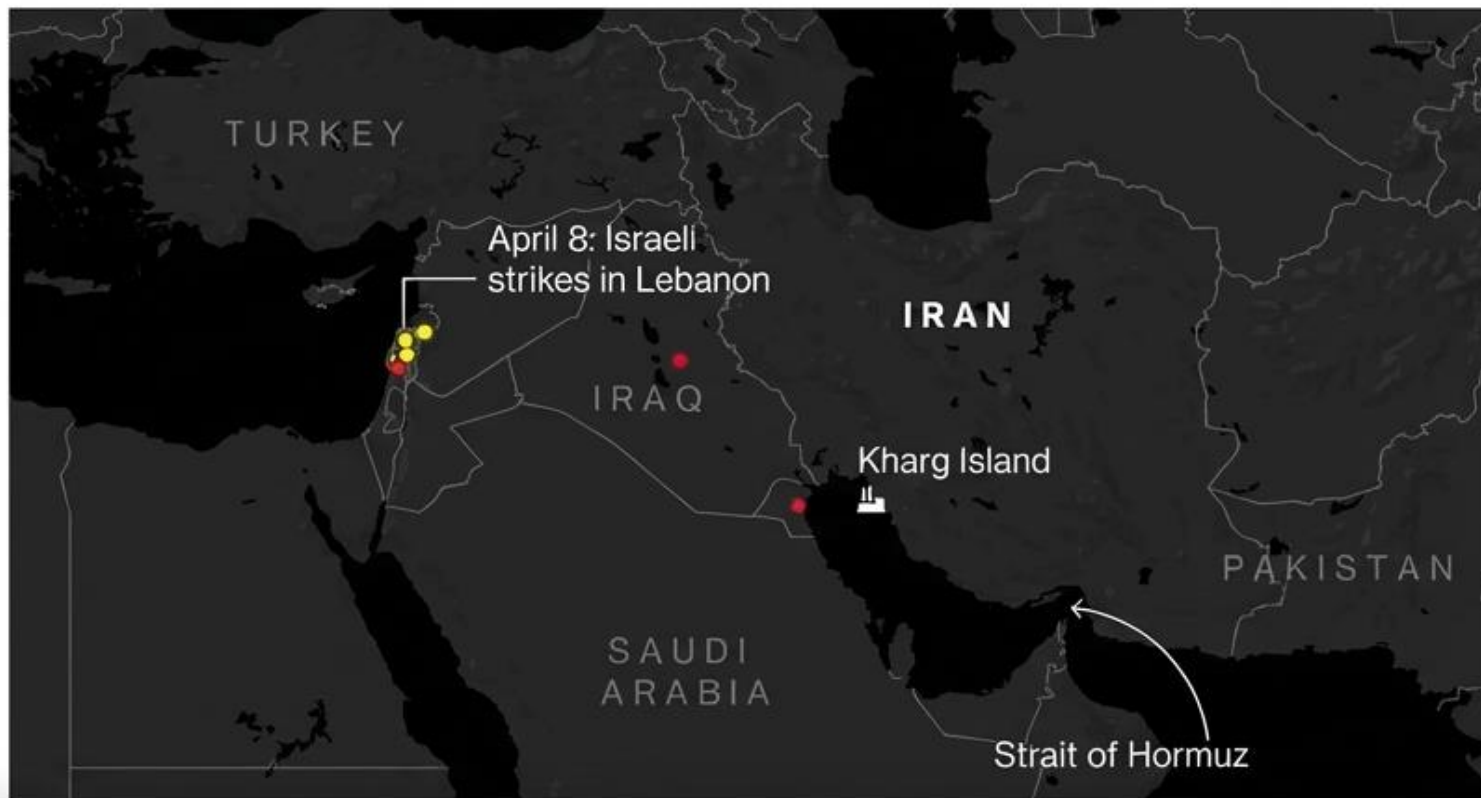 TURKEY
April 8: Israeli
strikes in Lebanon
IRAN
IRAQ
Kharg Island
PAKISTAN
SAUDI
ARABIA
Strait of Hormuz